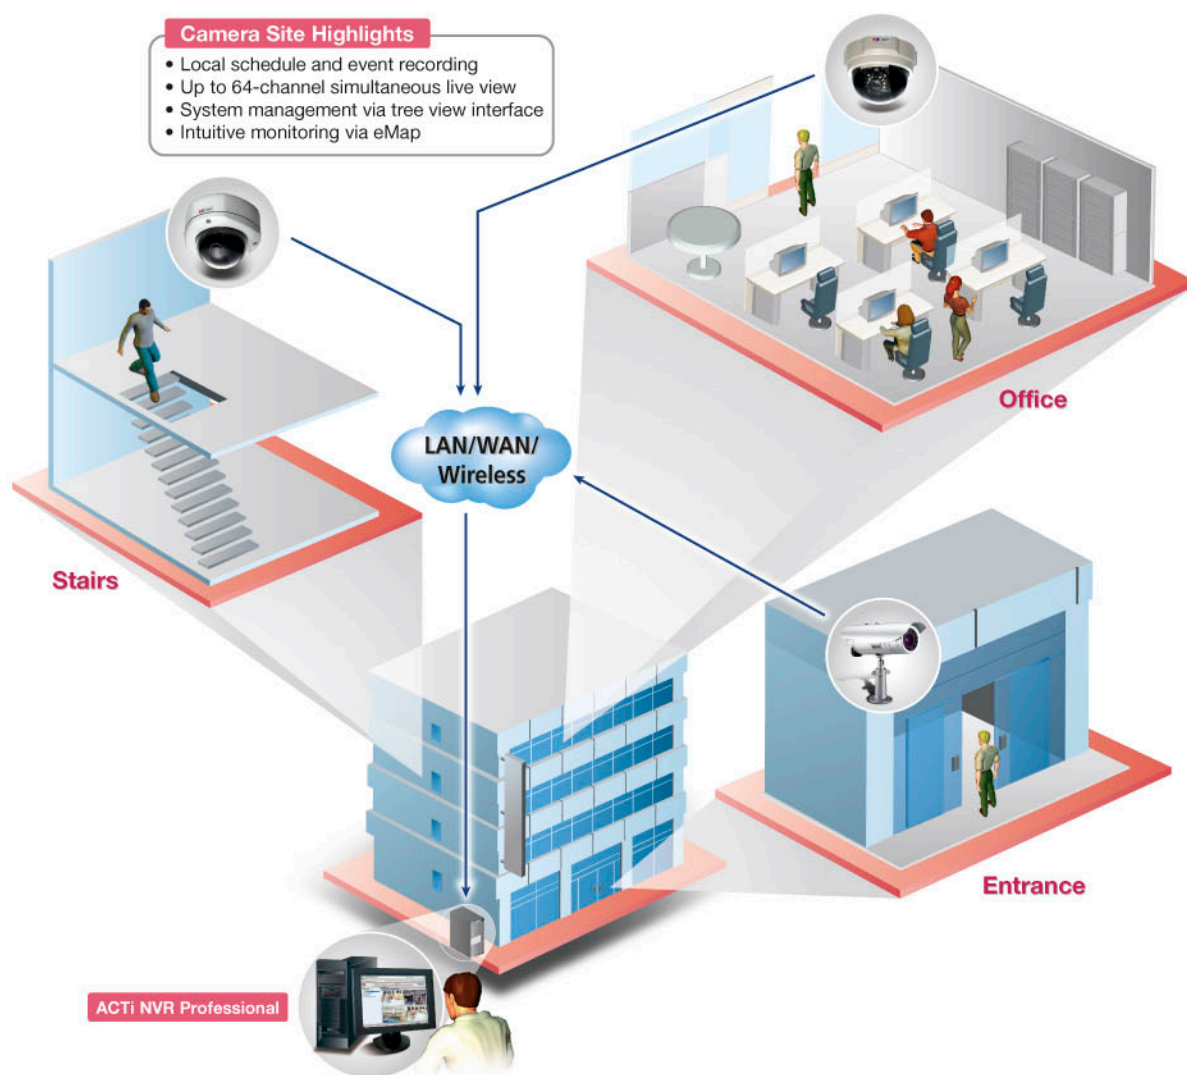 Camera Site Highlights
• Local schedule and event recording
• Up to 64-channel simultaneous live view
• System management via tree view interface
• Intuitive monitoring via eMap
Office
LAN/WAN/
Wireless
Stairs
Entrance
ACTi NVR Professional